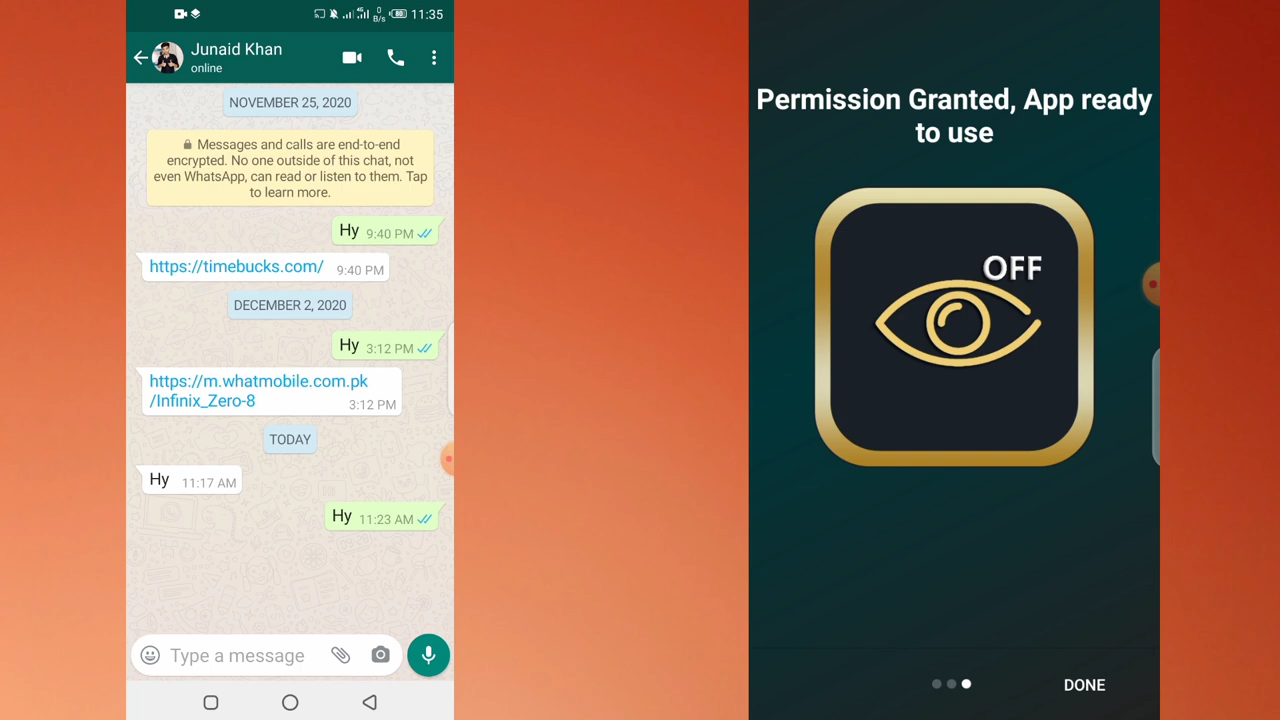 0
4G B/s 80 11:35
Junaid Khan
online
NOVEMBER 25, 2020
Messages and calls are end-to-end
encrypted. No one outside of this chat, not
even WhatsApp, can read or listen to them. Tap
to learn more.
Hy 9:40 PM
https://timebucks.com/ 9:40 PM
DECEMBER 2, 2020
Hy 3:12 PM
https://m.whatmobile.com.pk
/Infinix_Zero-8
3:12 PM
TODAY
Hy 11:17 AM
Hy 11:23 AM
Type a message
Permission Granted, App ready
to use
OFF
DONE